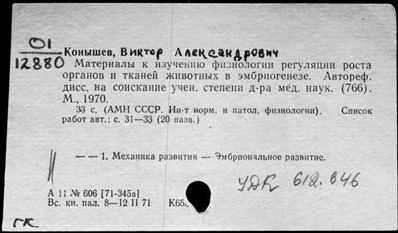 01
12880
Конышев, Виктор Александрович
Материалы к изучению физиологии регуляции роста
органов и тканей животных в эмбриогенезе. Автореф.
дисс. на соискание учен. степени д-ра мед. наук. (766).
М., 1970.
33 с. (АМН СССР. Ин-т норм. и патол. физиологии). Список
работ авт.: с. 31—33 (20 назв.)
— — 1. Механика развития — Эмбриональное развитие.
А 11 № 606 [71-345а]
Вс. кн. пал. 8—12 II 71 К65
УДК 612.646
ГК